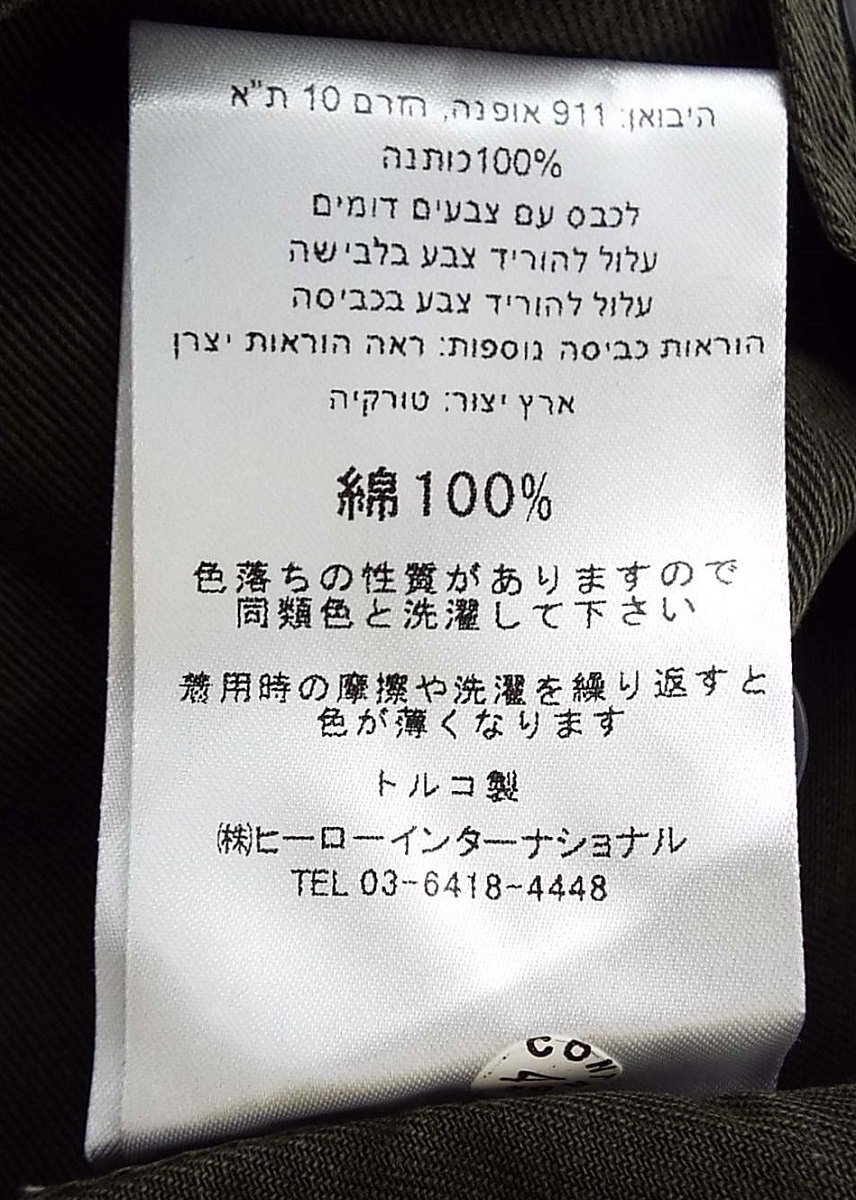 היבואן: 911 אופנה, הזרם 10 ת"א
100%כותנה
לכבס עם צבעים דומים
עלול להוריד צבע בלבישה
עלול להוריד צבע בכביסה
הוראות כביסה נוספות: ראה הוראות יצרן
ארץ יצור: טורקיה
綿100%
色落ちの性質がありますので
同類色と洗濯して下さい
着用時の摩擦や洗濯を繰り返すと
色が薄くなります
トルコ製
㈱ヒーローインターナショナル
TEL 03-6418-4448